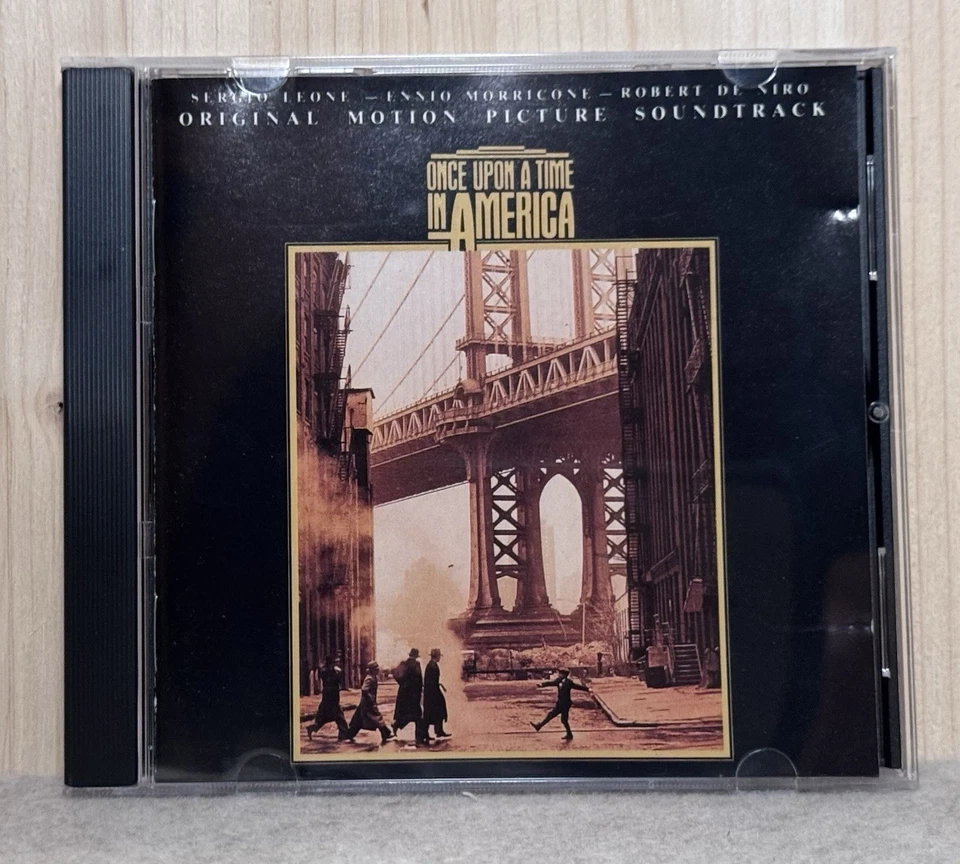 SERGIO LEONE – ENNIO MORRICONE – ROBERT DE NIRO
ORIGINAL MOTION PICTURE SOUNDTRACK
ONCE UPON A TIME
IN AMERICA